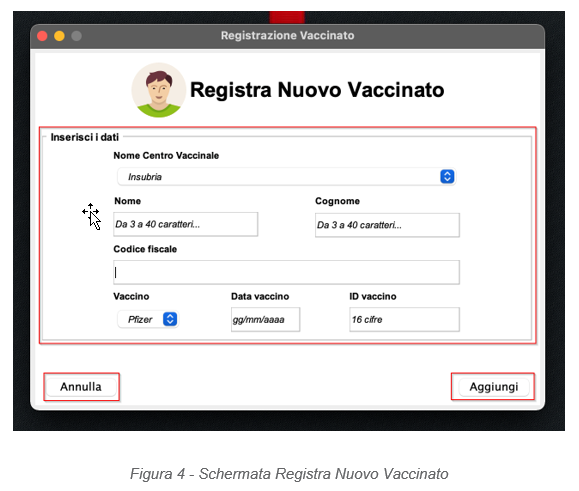 Registrazione Vaccinato
Registra Nuovo Vaccinato
Inserisci i dati
Nome Centro Vaccinale
Insubria
Nome Cognome
Da 3 a 40 caratteri... Da 3 a 40 caratteri...
Codice fiscale
Vaccino Data vaccino ID vaccino
Pfizer gg/mm/aaaa 16 cifre
Annulla Aggiungi
Figura 4 - Schermata Registra Nuovo Vaccinato